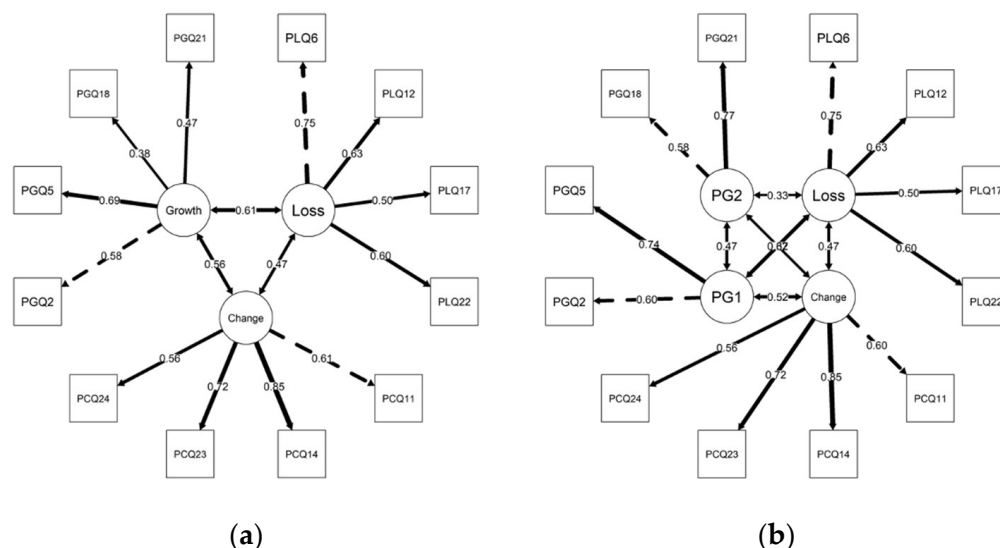 PGQ21
PLQ6
PGQ18
PLQ12
0.47
0.75
0.38
0.63
PGQ5
0.69
Growth
0.61
Loss
0.50
PLQ17
0.58
0.56
0.47
0.60
PGQ2
PLQ22
Change
0.61
0.56
0.72
0.85
PCQ24
PCQ11
PCQ23
PCQ14
(a)
PGQ21
PLQ6
PGQ18
PLQ12
0.77
0.75
0.58
0.63
PGQ5
PG2
0.33
Loss
0.50
PLQ17
0.74
0.47
0.62
0.47
0.60
PGQ2
0.60
PG1
0.52
Change
PLQ22
0.56
0.60
0.72
0.85
PCQ24
PCQ11
PCQ23
PCQ14
(b)